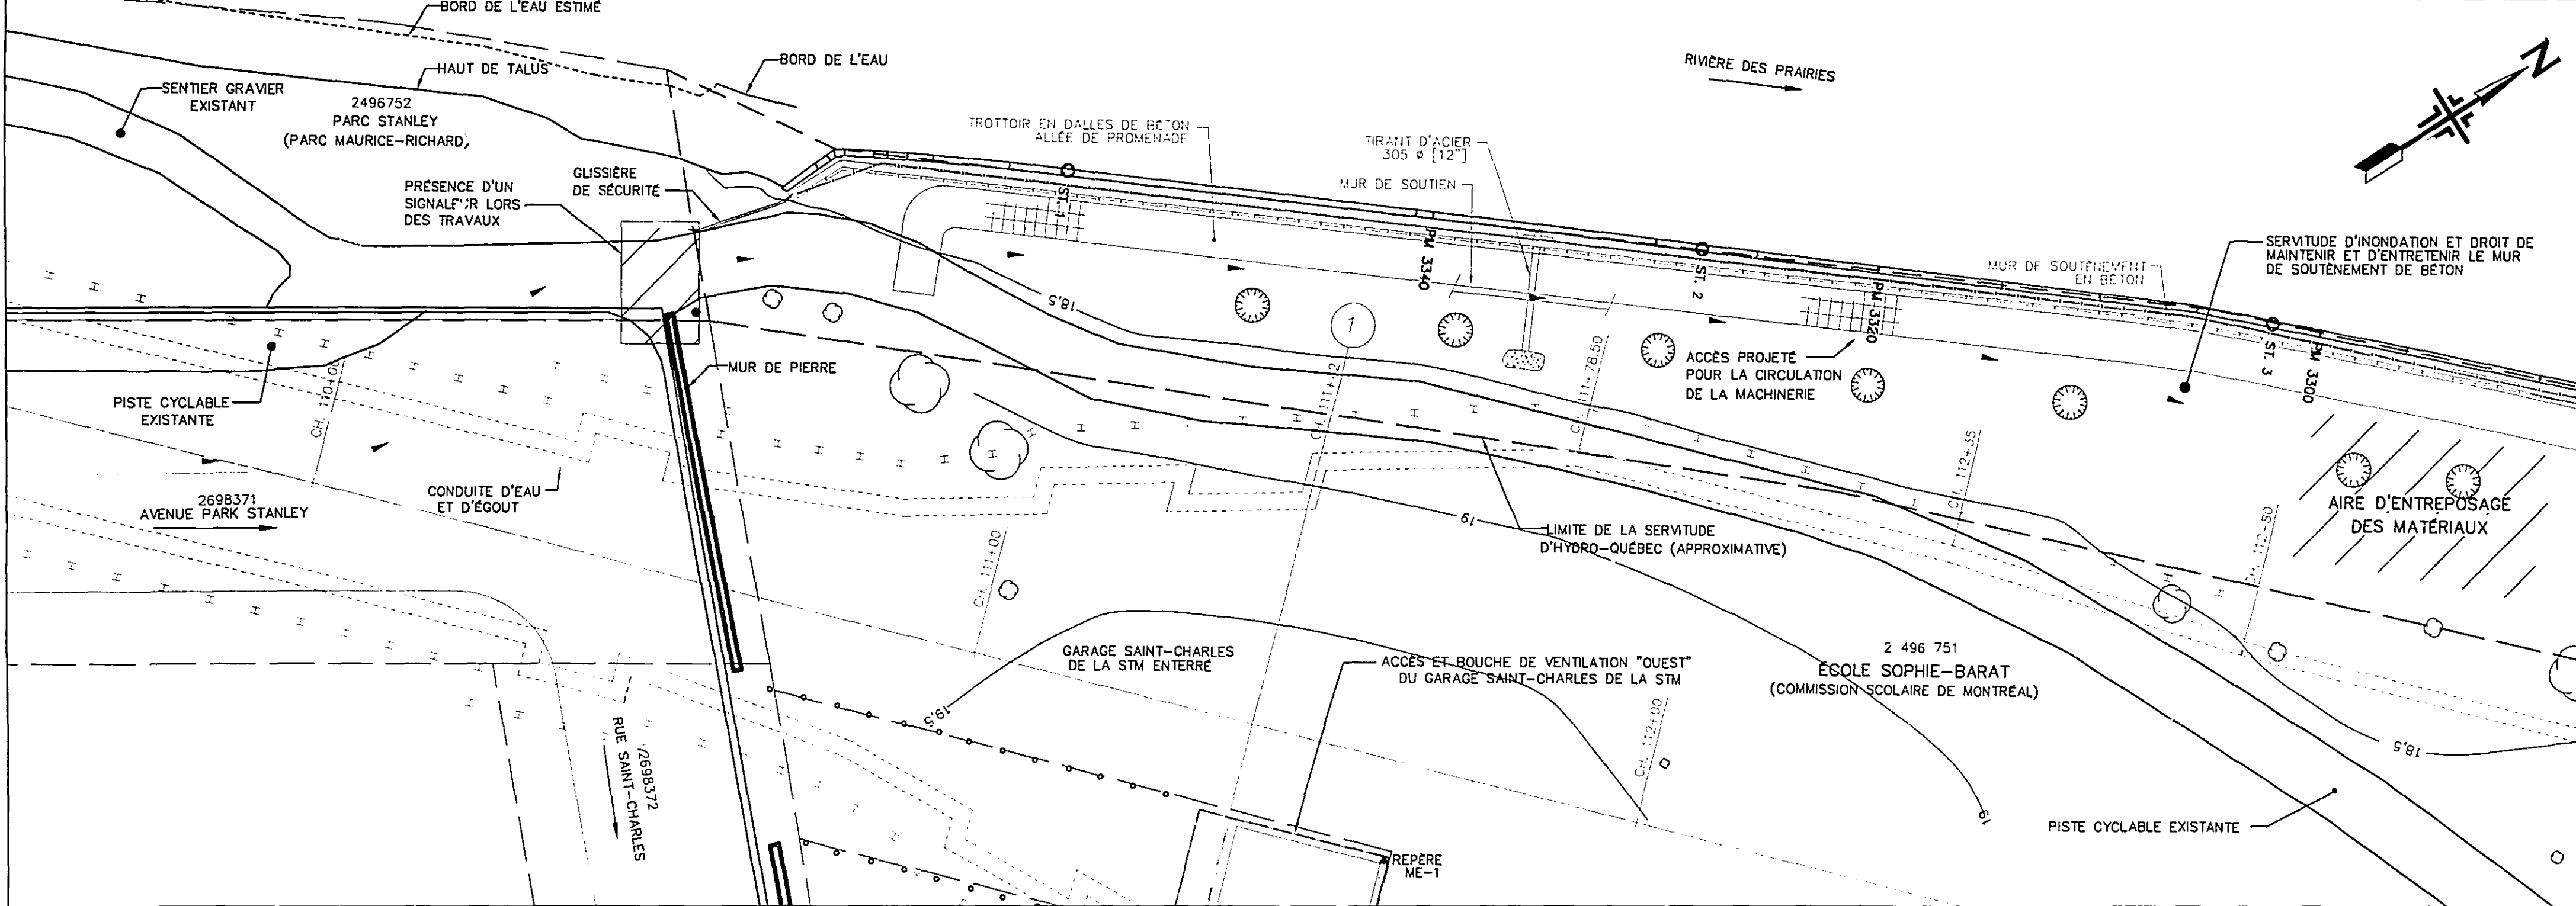 BORD DE L'EAU ESTIMÉ
BORD DE L'EAU
HAUT DE TALUS
SENTIER GRAVIER
EXISTANT
2496752
PARC STANLEY
(PARC MAURICE-RICHARD)
RIVIÈRE DES PRAIRIES
N
TROTTOIR EN DALLES DE BÉTON
ALLÉE DE PROMENADE
TIRANT D'ACIER
305 ø [12"]
MUR DE SOUTIEN
GLISSIÈRE
DE SÉCURITÉ
PRÉSENCE D'UN
LORS
DES TRAVAUX
ST. 1
PM 3340
ST. 2
PM 3320
ST. 3
PM 3300
MUR DE SOUTÈNEMENT
EN BÉTON
SERVITUDE D'INONDATION ET DROIT DE
MAINTENIR ET D'ENTRETENIR LE MUR
DE SOUTÈNEMENT DE BÉTON
18,5
1
ACCÈS PROJETÉ
POUR LA CIRCULATION
DE LA MACHINERIE
MUR DE PIERRE
PISTE CYCLABLE
EXISTANTE
CH. 110+00
CH. 111+78.50
CH. 112+35
CH. 112+80
AIRE D'ENTREPOSAGE
DES MATÉRIAUX
2698371
AVENUE PARK STANLEY
CONDUITE D'EAU
ET D'ÉGOUT
CH. 111+00
19
LIMITE DE LA SERVITUDE
D'HYDRO-QUÉBEC (APPROXIMATIVE)
GARAGE SAINT-CHARLES
DE LA STM ENTERRÉ
ACCÈS ET BOUCHE DE VENTILATION "OUEST"
DU GARAGE SAINT-CHARLES DE LA STM
2 496 751
ÉCOLE SOPHIE-BARAT
(COMMISSION SCOLAIRE DE MONTRÉAL)
19,5
CH. 112+00
18,5
2698372
RUE SAINT-CHARLES
19
PISTE CYCLABLE EXISTANTE
REPÈRE
ME-1